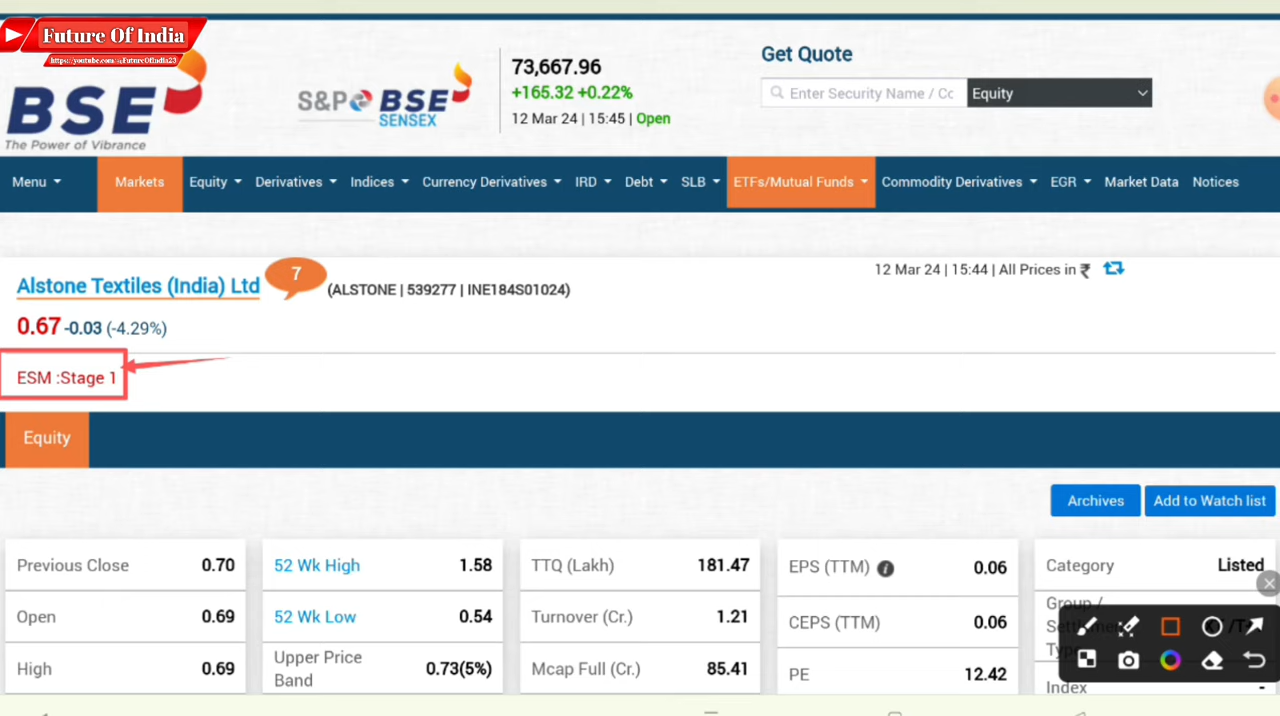 Future Of India
https://youtube.com/@FutureOfIndia23
BSE
The Power of Vibrance
S&P BSE
SENSEX
73,667.96
+165.32 +0.22%
12 Mar 24 | 15:45 | Open
Get Quote
Enter Security Name / Cc
Equity
Menu Markets Equity Derivatives Indices Currency Derivatives IRD Debt SLB ETFs/Mutual Funds Commodity Derivatives EGR Market Data Notices
12 Mar 24 | 15:44 | All Prices in ₹
Alstone Textiles (India) Ltd 7 (ALSTONE | 539277 | INE184S01024)
0.67 -0.03 (-4.29%)
ESM :Stage 1
Equity
Archives Add to Watch list
Previous Close 0.70
Open 0.69
High 0.69
52 Wk High 1.58
52 Wk Low 0.54
Upper Price
Band 0.73(5%)
TTQ (Lakh) 181.47
Turnover (Cr.) 1.21
Mcap Full (Cr.) 85.41
EPS (TTM) i 0.06
CEPS (TTM) 0.06
PE 12.42
Category Listed
Group /
Index -